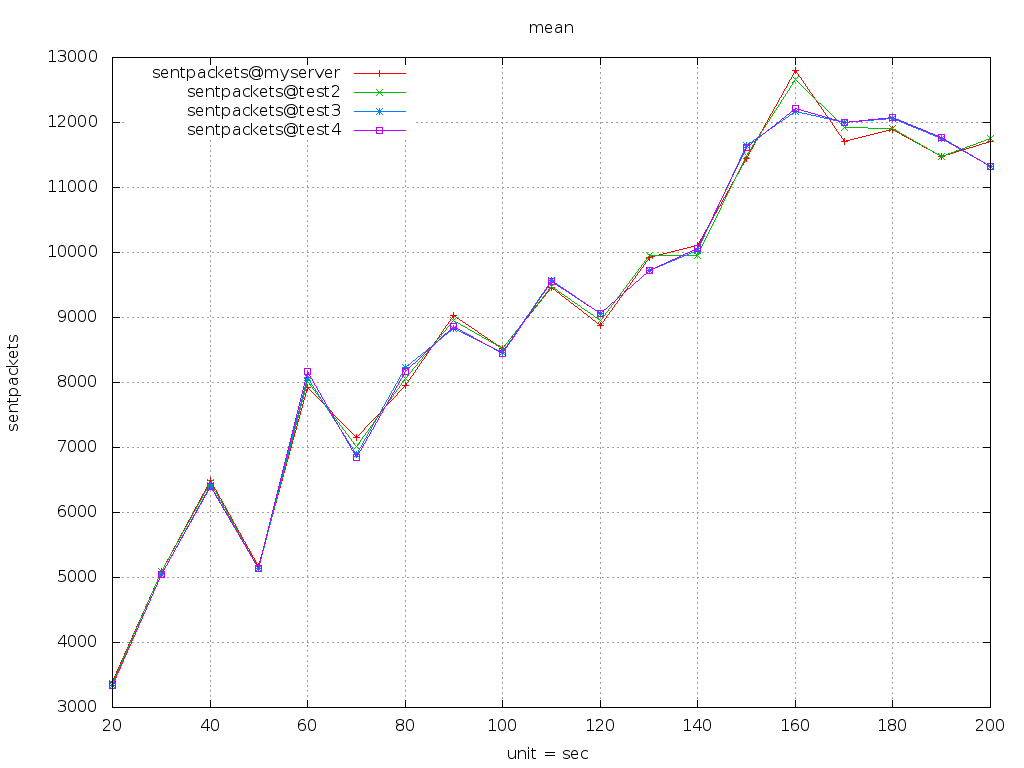 mean
13000
12000
11000
10000
9000
8000
7000
6000
5000
4000
3000
sentpackets
sentpackets@myserver
sentpackets@test2
sentpackets@test3
sentpackets@test4
20 40 60 80 100 120 140 160 180 200
unit = sec